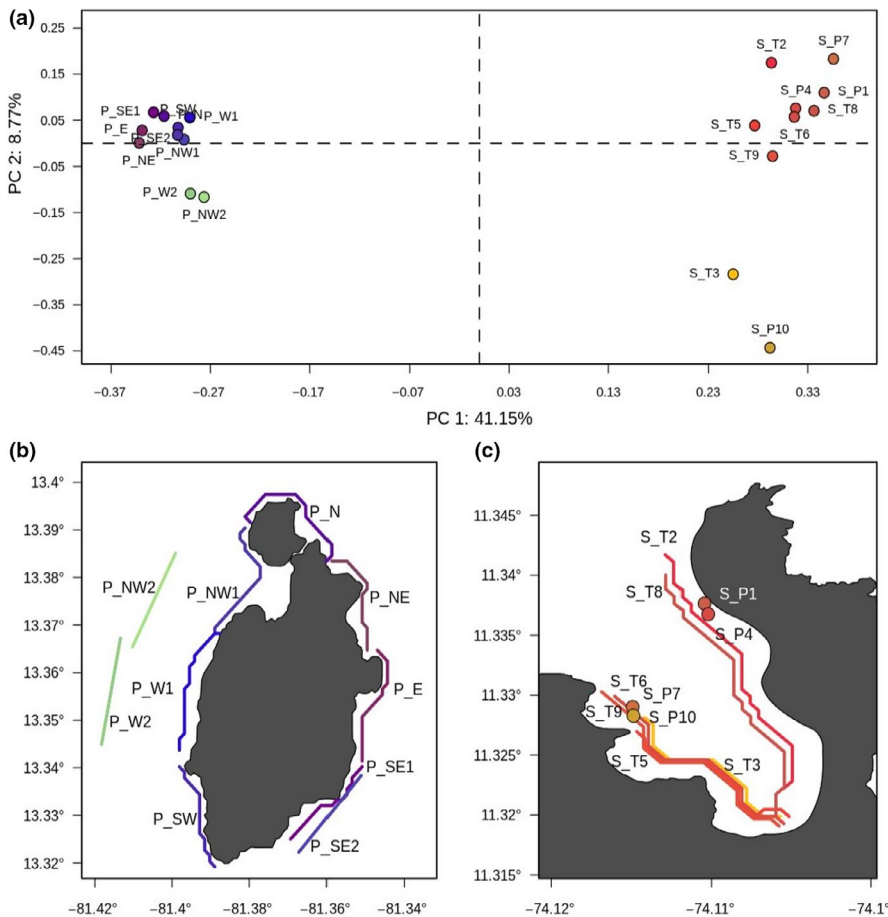 (a)
0.25
0.15
0.05
−0.05
−0.15
−0.25
−0.35
−0.45
PC 2: 8.77%
P_SE1
P_SW
P_N
P_W1
P_E
P_SE2
P_NE
P_NW1
P_W2
P_NW2
S_T2
S_P7
S_P4
S_P1
S_T8
S_T5
S_T6
S_T9
S_T3
S_P10
−0.37 −0.27 −0.17 −0.07 0.03 0.13 0.23 0.33
PC 1: 41.15%
(b)
13.4°
13.39°
13.38°
13.37°
13.36°
13.35°
13.34°
13.33°
13.32°
P_N
P_NW2
P_NW1
P_NE
P_W1
P_E
P_W2
P_SE1
P_SW
P_SE2
−81.42° −81.4° −81.38° −81.36° −81.34°
(c)
11.345°
11.34°
11.335°
11.33°
11.325°
11.32°
11.315°
S_T2
S_T8
S_P1
S_P4
S_T6
S_P7
S_T9
S_P10
S_T5
S_T3
−74.12° −74.11° −74.1°